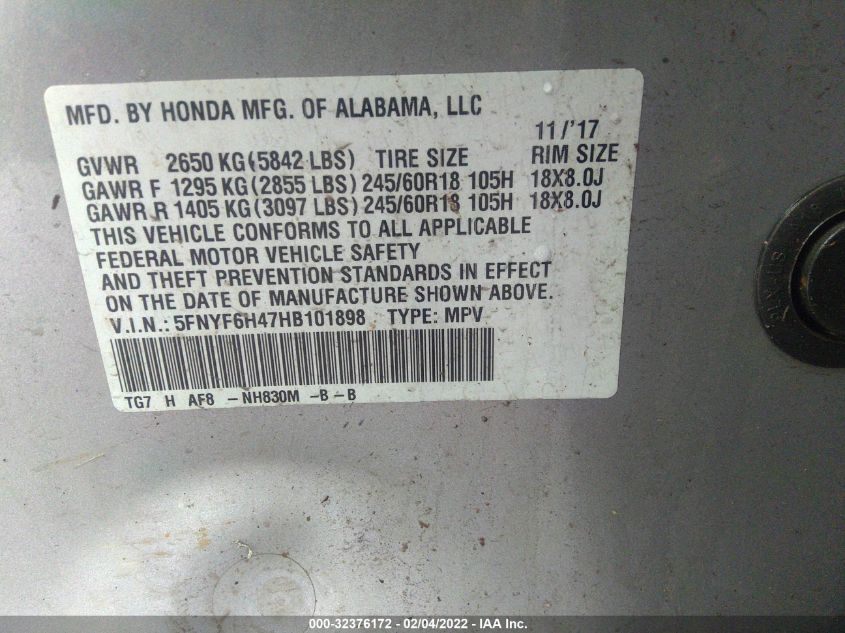 MFD. BY HONDA MFG. OF ALABAMA, LLC
11/'17
GVWR 2650 KG(5842 LBS) TIRE SIZE RIM SIZE
GAWR F 1295 KG(2855 LBS) 245/60R18 105H 18X8.0J
GAWR R 1405 KG(3097 LBS) 245/60R18 105H 18X8.0J
THIS VEHICLE CONFORMS TO ALL APPLICABLE
FEDERAL MOTOR VEHICLE SAFETY
AND THEFT PREVENTION STANDARDS IN EFFECT
ON THE DATE OF MANUFACTURE SHOWN ABOVE.
V.I.N.: 5FNYF6H47HB101898 TYPE: MPV
TG7 H AF8 -NH830M -B-B
000-32376172 - 02/04/2022 - IAAI Inc.